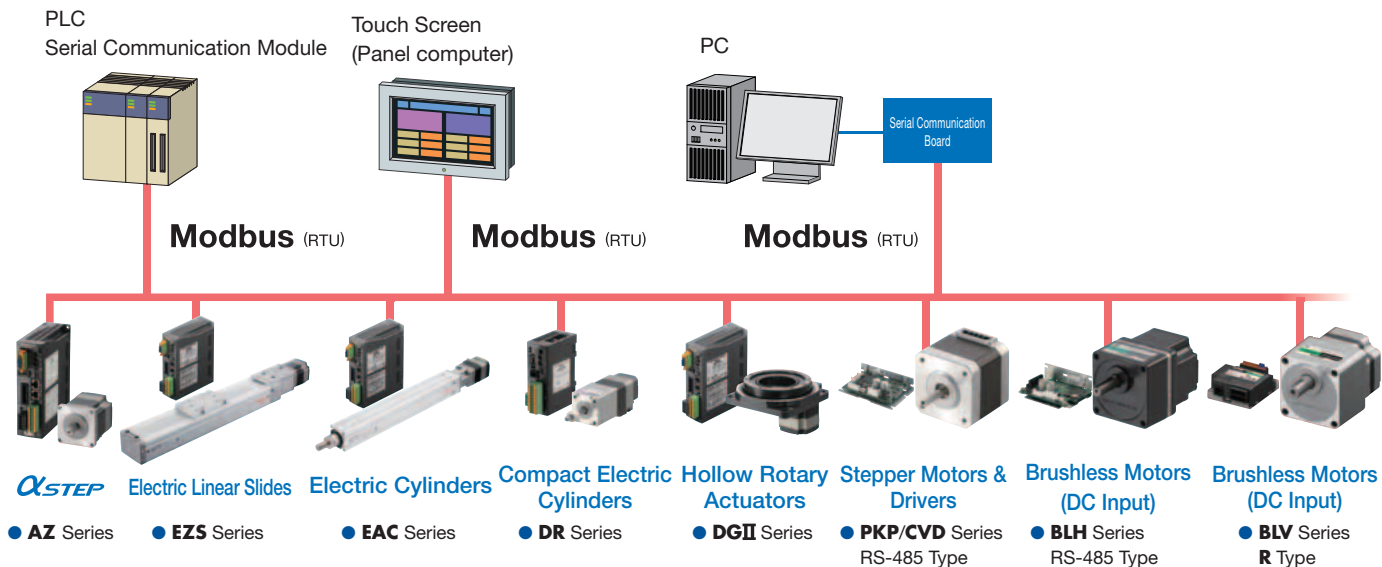 PLC
Serial Communication Module
Touch Screen
(Panel computer)
PC
Serial Communication
Board
Modbus (RTU)
Modbus (RTU)
Modbus (RTU)
αSTEP
Electric Linear Slides
Electric Cylinders
Compact Electric
Cylinders
Hollow Rotary
Actuators
Stepper Motors &
Drivers
Brushless Motors
(DC Input)
Brushless Motors
(DC Input)
● AZ Series
● EZS Series
● EAC Series
● DR Series
● DGⅡ Series
● PKP/CVD Series
RS-485 Type
● BLH Series
RS-485 Type
● BLV Series
R Type